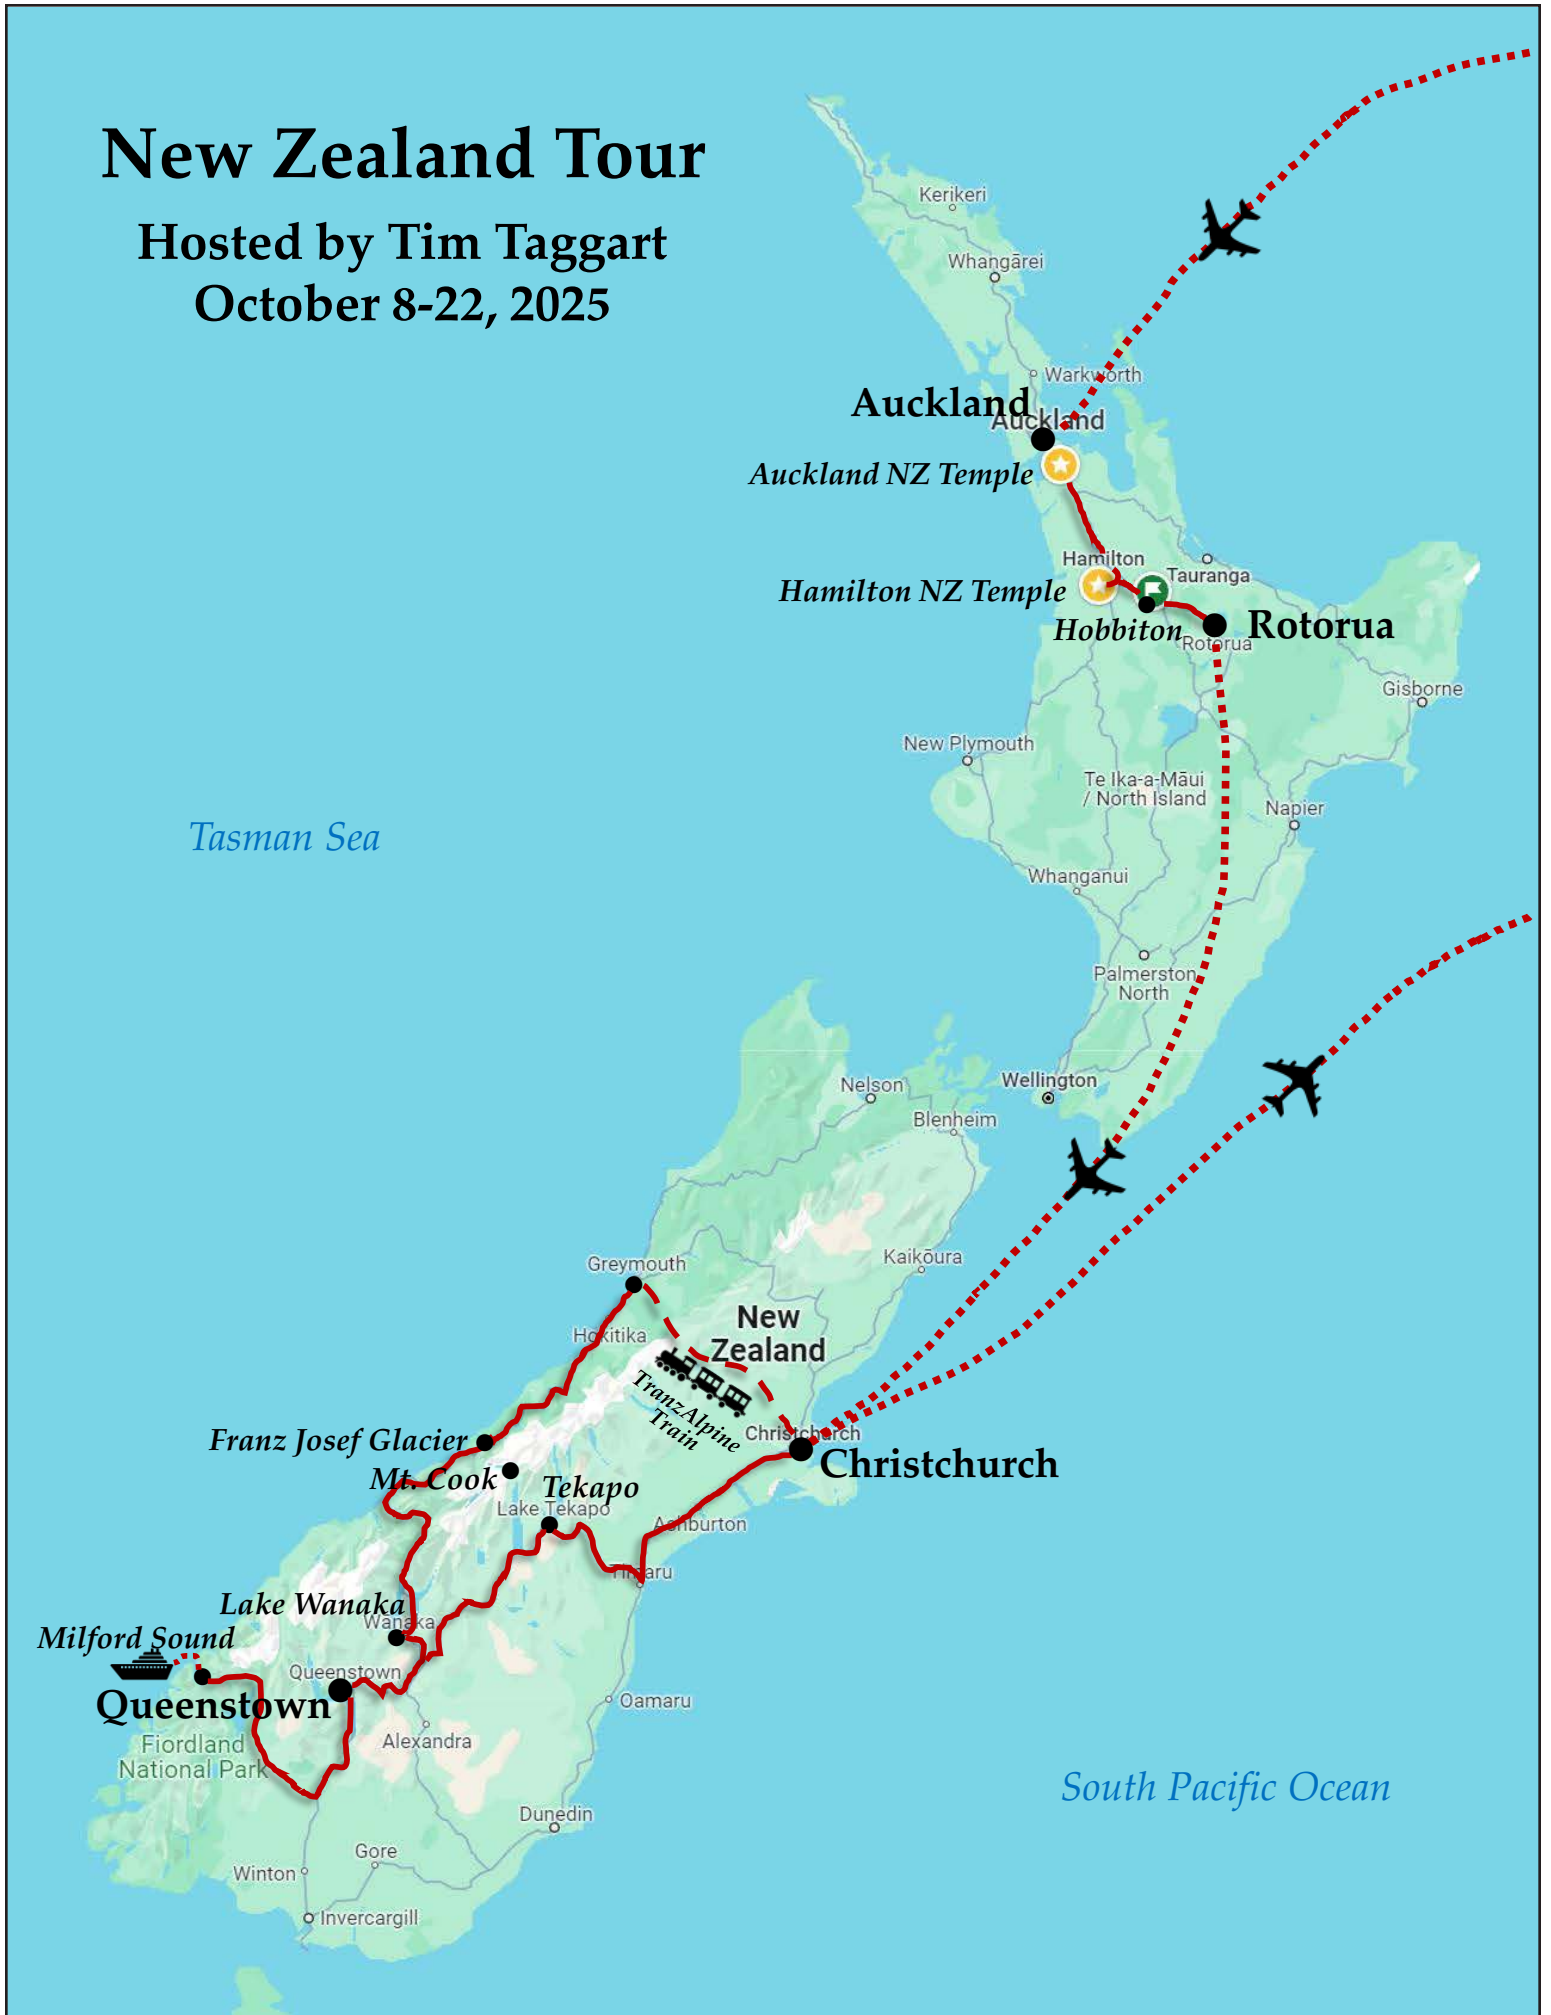 New Zealand Tour
Hosted by Tim Taggart
October 8-22, 2025
Kerikeri
Whangārei
Warkworth
Auckland
Auckland
Auckland NZ Temple
Hamilton
Tauranga
Hamilton NZ Temple
Hobbiton
Rotorua
Rotorua
Gisborne
New Plymouth
Te Ika-a-Māui
/ North Island
Napier
Tasman Sea
Whanganui
Palmerston
North
Nelson
Wellington
Blenheim
Kaikōura
Greymouth
New
Zealand
Hokitika
TranzAlpine
Train
Christchurch
Christchurch
Franz Josef Glacier
Mt. Cook
Tekapo
Lake Tekapo
Ashburton
Timaru
Lake Wanaka
Wānaka
Milford Sound
Queenstown
Queenstown
Oamaru
Fiordland
National Park
Alexandra
South Pacific Ocean
Dunedin
Gore
Winton
Invercargill